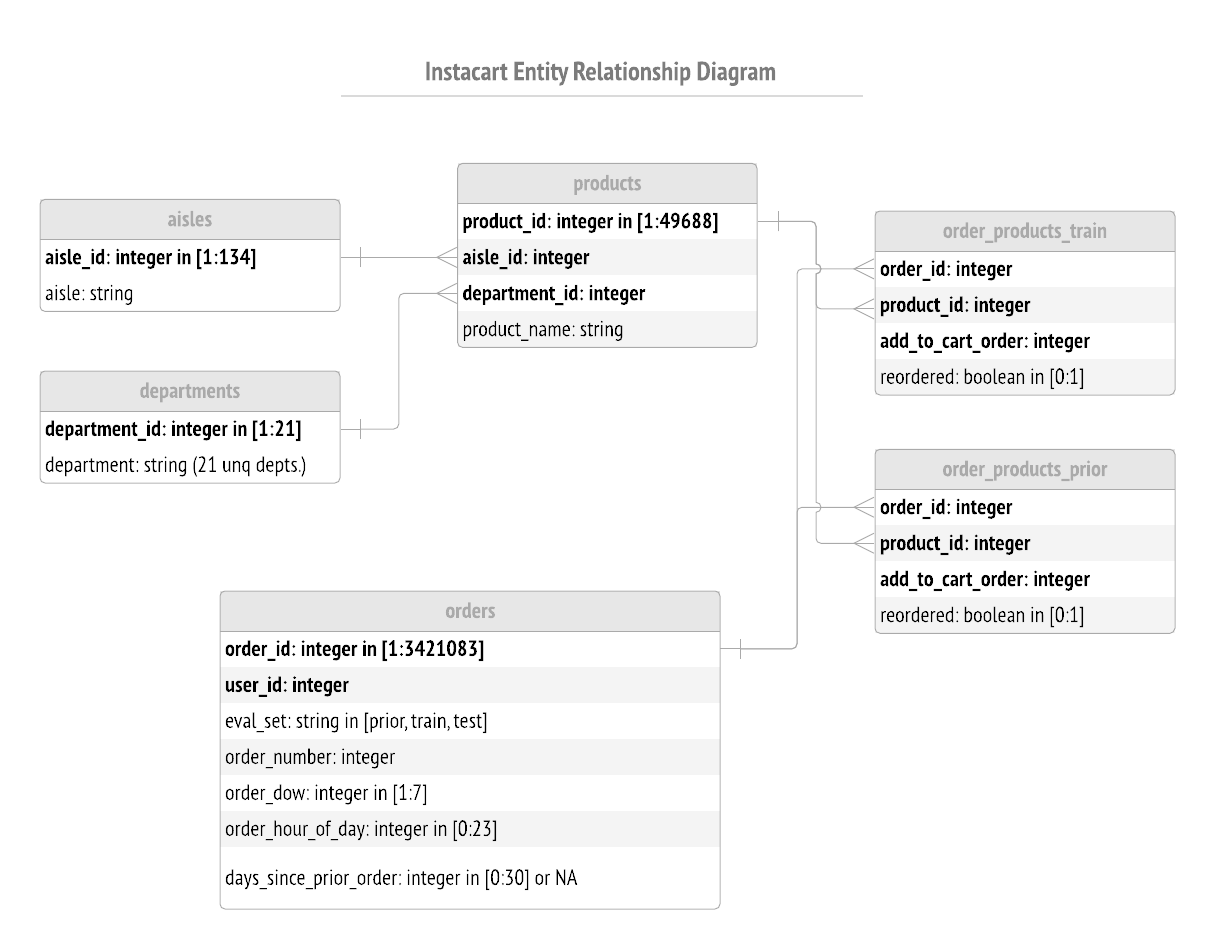 Instacart Entity Relationship Diagram
aisles
aisle_id: integer in [1:134]
aisle: string
departments
department_id: integer in [1:21]
department: string (21 unq depts.)
products
product_id: integer in [1:49688]
aisle_id: integer
department_id: integer
product_name: string
order_products_train
order_id: integer
product_id: integer
add_to_cart_order: integer
reordered: boolean in [0:1]
order_products_prior
order_id: integer
product_id: integer
add_to_cart_order: integer
reordered: boolean in [0:1]
orders
order_id: integer in [1:3421083]
user_id: integer
eval_set: string in [prior, train, test]
order_number: integer
order_dow: integer in [1:7]
order_hour_of_day: integer in [0:23]
days_since_prior_order: integer in [0:30] or NA